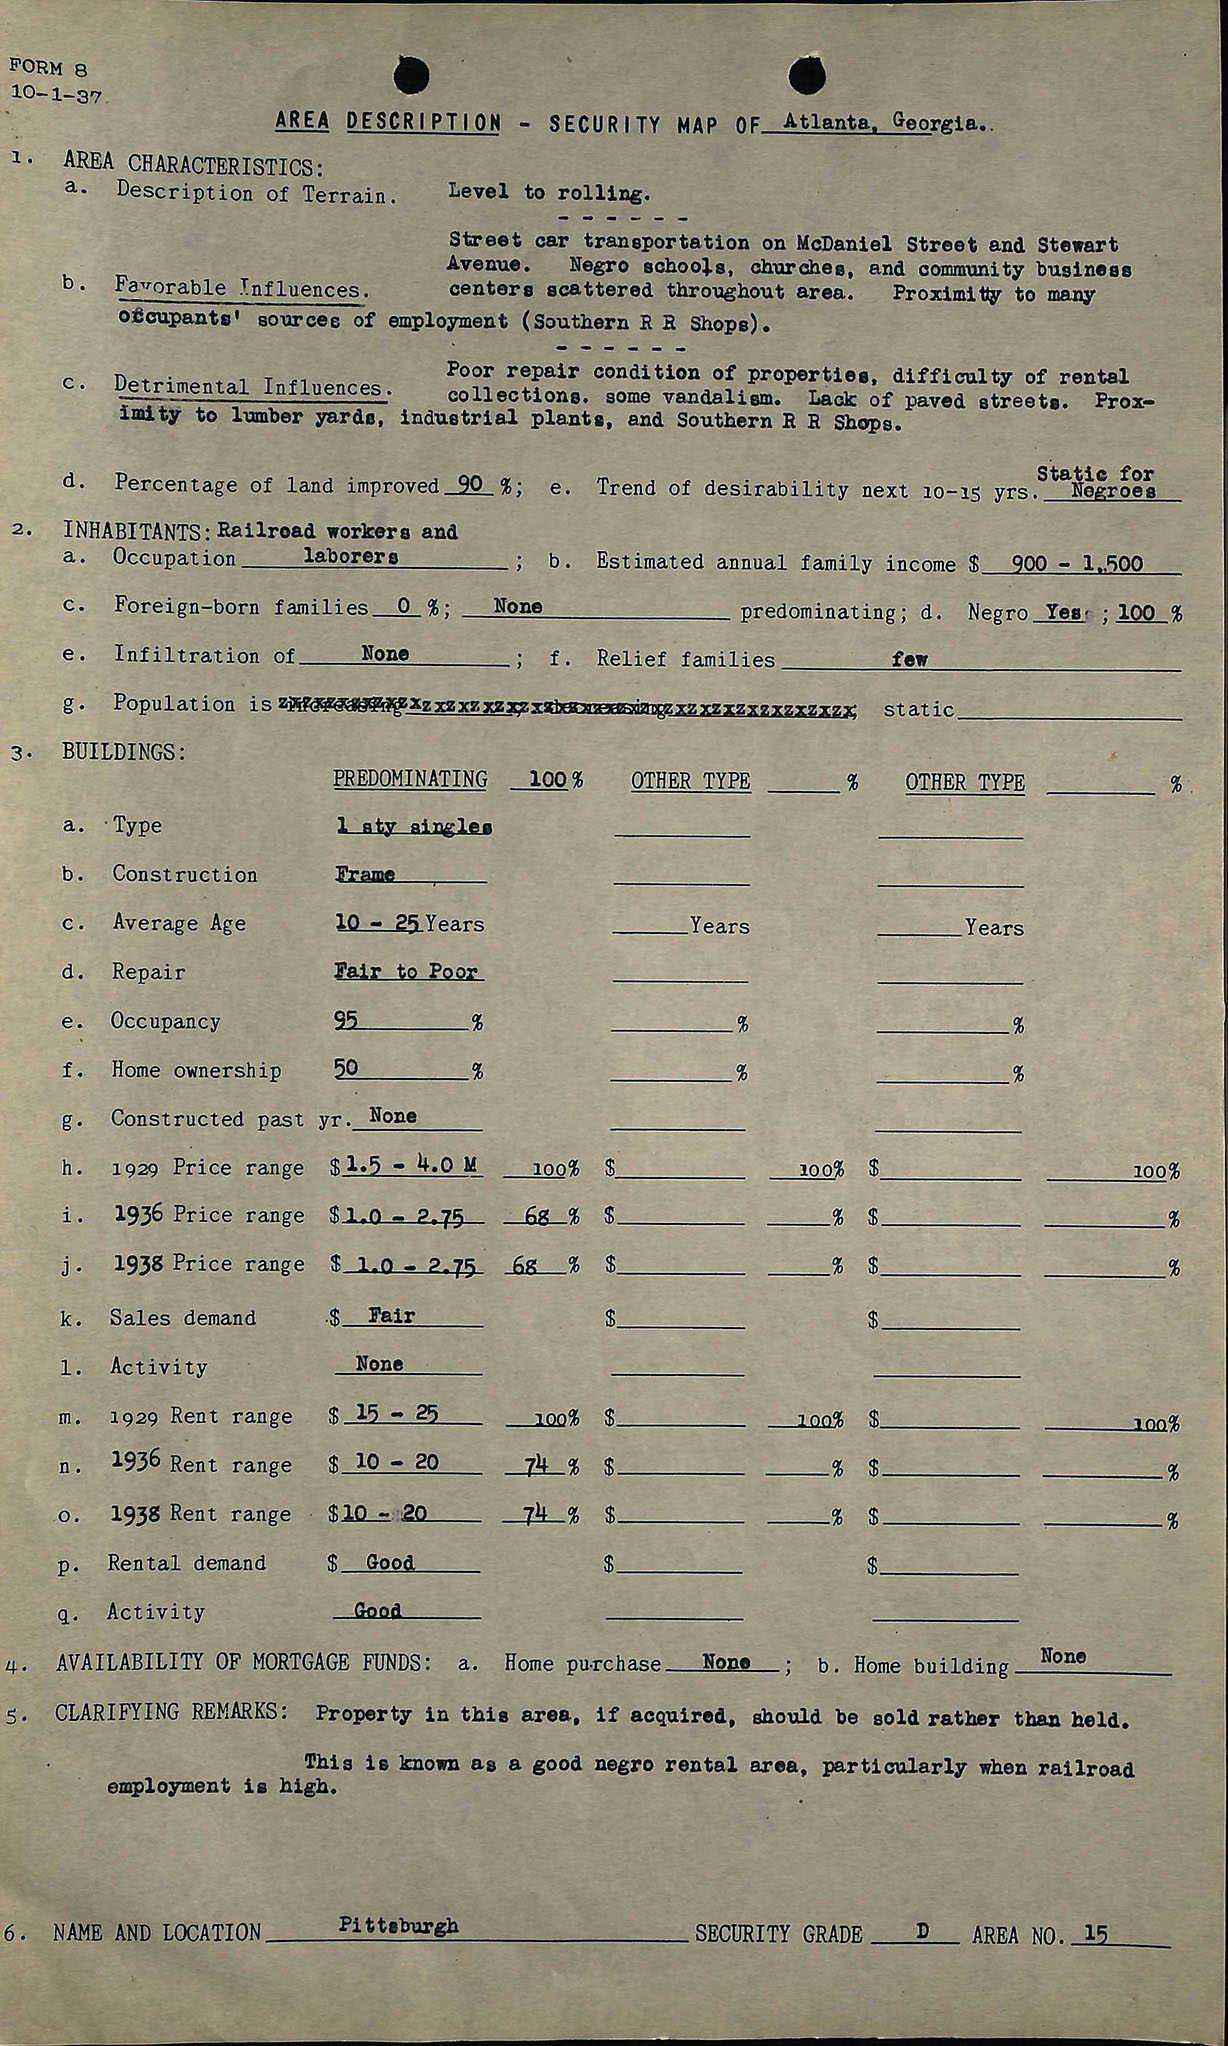 FORM 8
10-1-37
AREA DESCRIPTION - SECURITY MAP OF Atlanta, Georgia..
1. AREA CHARACTERISTICS:
a. Description of Terrain. Level to rolling.
- - - - - -
Street car transportation on McDaniel Street and Stewart
Avenue. Negro schools, churches, and community business
b. Favorable Influences. centers scattered throughout area. Proximity to many
occupants' sources of employment (Southern R R Shops).
- - - - - -
Poor repair condition of properties, difficulty of rental
c. Detrimental Influences. collections. some vandalism. Lack of paved streets. Prox-
imity to lumber yards, industrial plants, and Southern R R Shops.
Static for
d. Percentage of land improved 90 %; e. Trend of desirability next 10-15 yrs. Negroes
2. INHABITANTS: Railroad workers and
a. Occupation laborers ; b. Estimated annual family income $ 900 - 1,500
c. Foreign-born families 0 %; None predominating; d. Negro Yes ; 100 %
e. Infiltration of None ; f. Relief families few
g. Population is static
3. BUILDINGS:
PREDOMINATING 100 % OTHER TYPE % OTHER TYPE %
a. Type 1 sty singles
b. Construction Frame
c. Average Age 10 - 25 Years Years Years
d. Repair Fair to Poor
e. Occupancy 95 % % %
f. Home ownership 50 % % %
g. Constructed past yr. None
h. 1929 Price range $ 1.5 - 4.0 M 100% $ 100% $ 100%
i. 1936 Price range $ 1.0 - 2.75 68 % $ % $ %
j. 1938 Price range $ 1.0 - 2.75 68 % $ % $ %
k. Sales demand $ Fair $ $
l. Activity None
m. 1929 Rent range $ 15 - 25 100% $ 100% $ 100%
n. 1936 Rent range $ 10 - 20 74 % $ % $ %
o. 1938 Rent range $ 10 - 20 74 % $ % $ %
p. Rental demand $ Good $ $
q. Activity Good
4. AVAILABILITY OF MORTGAGE FUNDS: a. Home purchase None ; b. Home building None
5. CLARIFYING REMARKS: Property in this area, if acquired, should be sold rather than held.
This is known as a good negro rental area, particularly when railroad
employment is high.
6. NAME AND LOCATION Pittsburgh SECURITY GRADE D AREA NO. 15